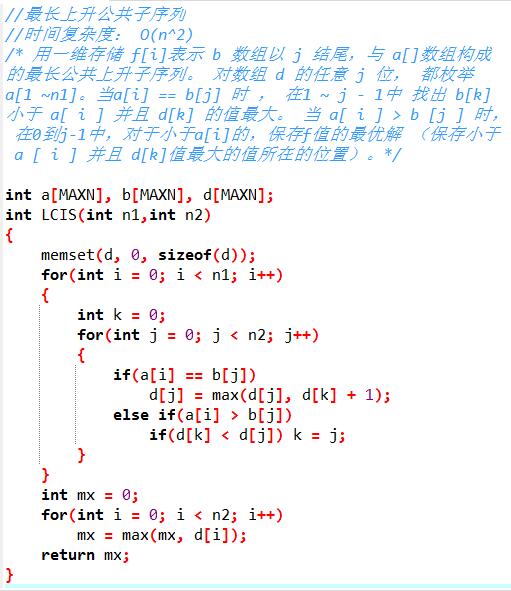 //最长上升公共子序列
//时间复杂度： O(n^2)
/* 用一维存储 f[i]表示 b 数组以 j 结尾，与 a[]数组构成
的最长公共上升子序列。 对数组 d 的任意 j 位， 都枚举
a[1 ~n1]。当a[i] == b[j] 时 ， 在1 ~ j - 1中 找出 b[k]
小于 a[ i ] 并且 d[k] 的值最大。 当 a[ i ] > b [j ] 时，
在0到j-1中，对于小于a[i]的，保存f值的最优解 （保存小于
a [ i ] 并且 d[k]值最大的值所在的位置)。*/
int a[MAXN], b[MAXN], d[MAXN];
int LCIS(int n1,int n2)
{
    memset(d, 0, sizeof(d));
    for(int i = 0; i < n1; i++)
    {
        int k = 0;
        for(int j = 0; j < n2; j++)
        {
            if(a[i] == b[j])
                d[j] = max(d[j], d[k] + 1);
            else if(a[i] > b[j])
                if(d[k] < d[j]) k = j;
        }
    }
    int mx = 0;
    for(int i = 0; i < n2; i++)
        mx = max(mx, d[i]);
    return mx;
}